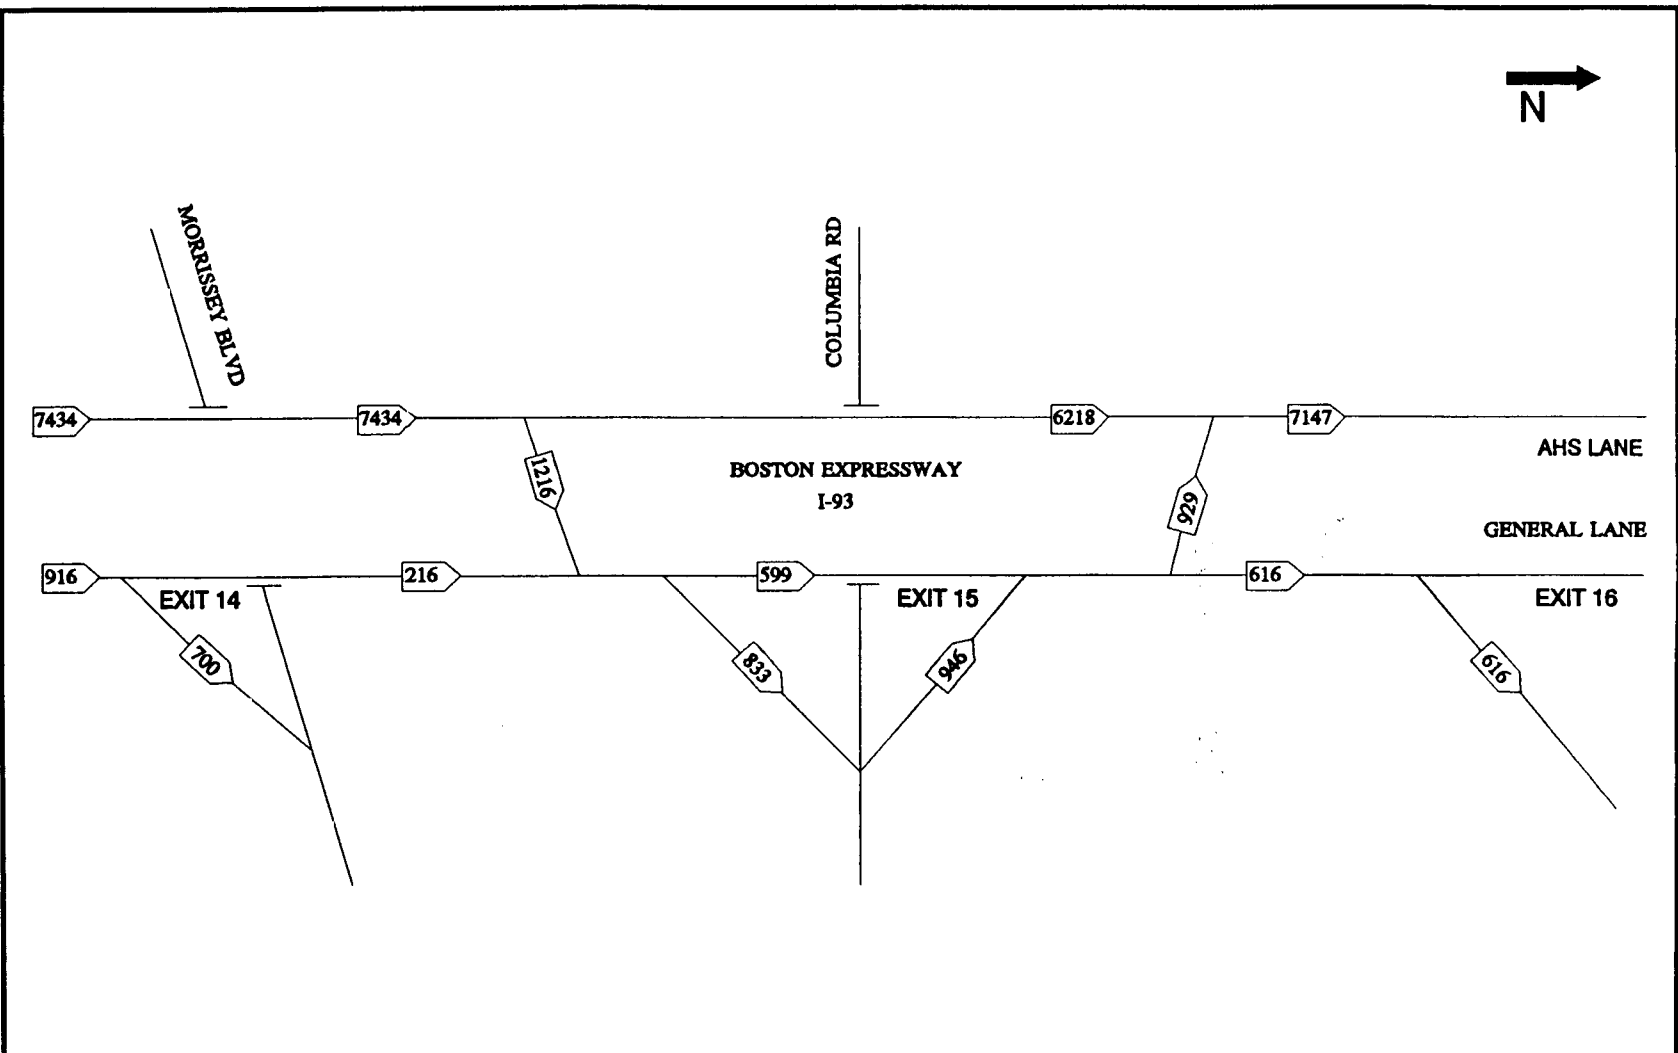 N
MORRISSEY BLVD
COLUMBIA RD
7434
7434
6218
7147
AHS LANE
1216
BOSTON EXPRESSWAY
I-93
929
GENERAL LANE
916
216
599
616
EXIT 14
EXIT 15
EXIT 16
700
833
946
616